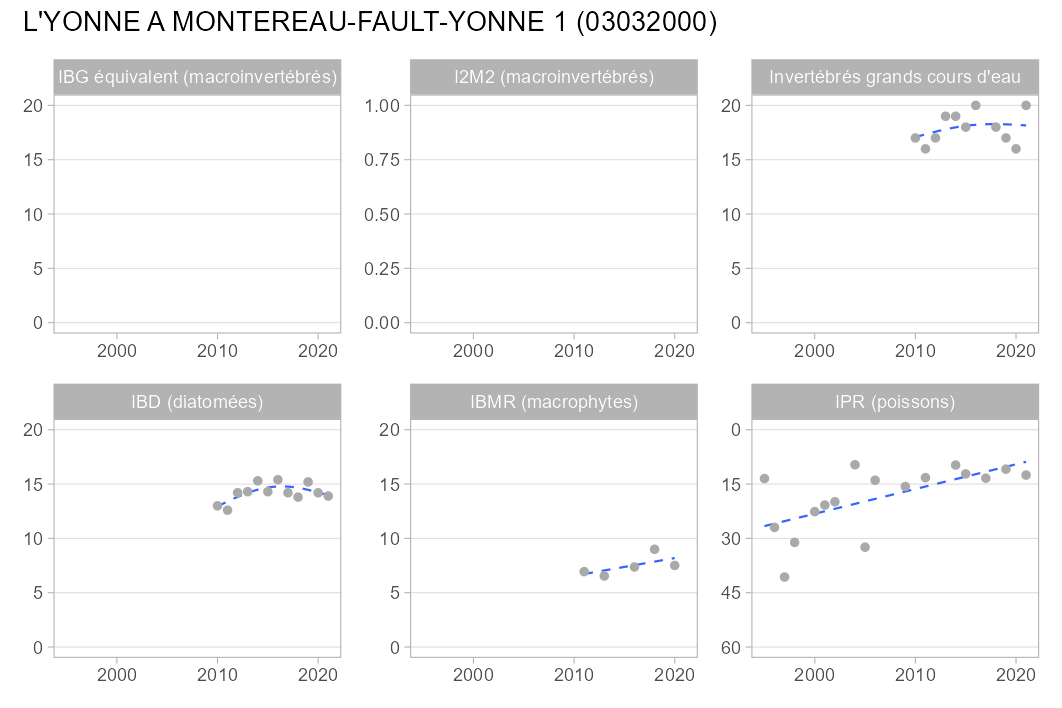 L'YONNE A MONTEREAU-FAULT-YONNE 1 (03032000)
IBG équivalent (macroinvertébrés)
20
15
10
5
0
2000 2010 2020
I2M2 (macroinvertébrés)
1.00
0.75
0.50
0.25
0.00
2000 2010 2020
Invertébrés grands cours d'eau
20
15
10
5
0
2000 2010 2020
IBD (diatomées)
20
15
10
5
0
2000 2010 2020
IBMR (macrophytes)
20
15
10
5
0
2000 2010 2020
IPR (poissons)
0
15
30
45
60
2000 2010 2020